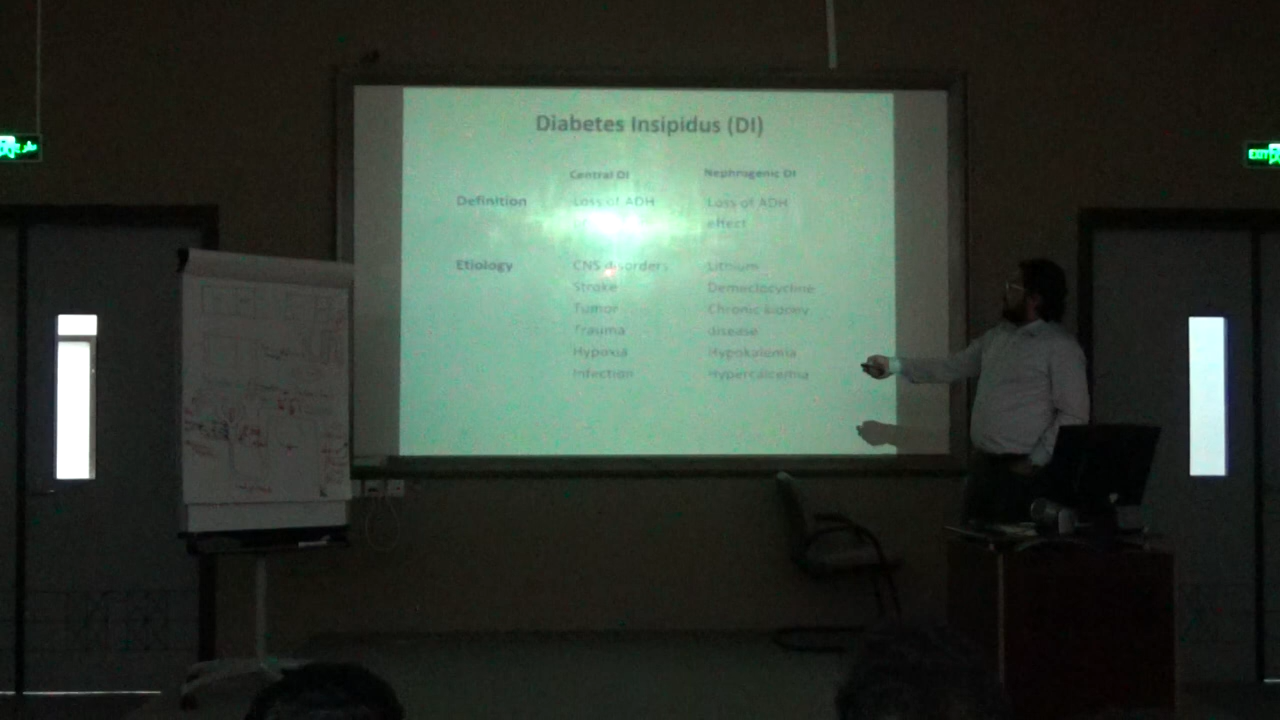 Diabetes Insipidus (DI)
Central DI Nephrogenic DI
Definition Loss of ADH Loss of ADH
effect
Etiology CNS disorders Lithium
Stroke Demeclocycline
Tumor Chronic kidney
Trauma disease
Hypoxia Hypokalemia
Infection Hypercalcemia
EXIT